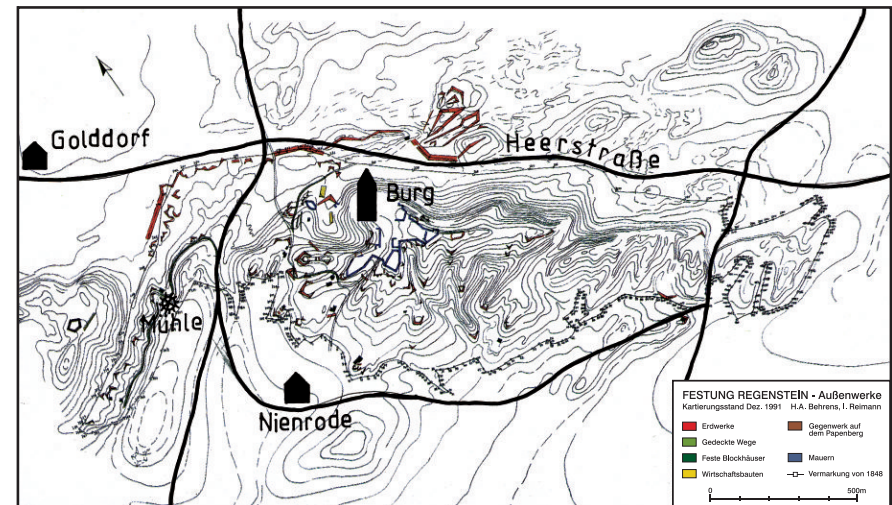 Golddorf
Heerstraße
Burg
Mühle
Nienrode
FESTUNG REGENSTEIN - Außenwerke
Kartierungsstand Dez. 1991 H.A. Behrens, I. Reimann
Erdwerke
Gedeckte Wege
Feste Blockhäuser
Wirtschaftsbauten
Gegenwerk auf
dem Papenberg
Mauern
Vermarkung von 1848
0 500m